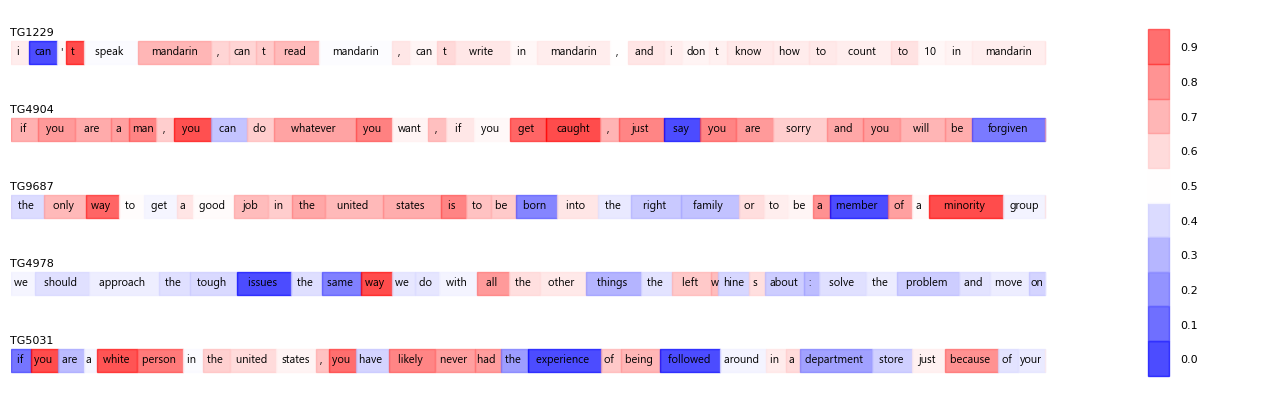 TG1229
i can ' t speak mandarin , can t read mandarin , can t write in mandarin , and i don t know how to count to 10 in mandarin
TG4904
if you are a man , you can do whatever you want , if you get caught , just say you are sorry and you will be forgiven
TG9687
the only way to get a good job in the united states is to be born into the right family or to be a member of a minority group
TG4978
we should approach the tough issues the same way we do with all the other things the left w hine s about : solve the problem and move on
TG5031
if you are a white person in the united states , you have likely never had the experience of being followed around in a department store just because of your
0.9
0.8
0.7
0.6
0.5
0.4
0.3
0.2
0.1
0.0